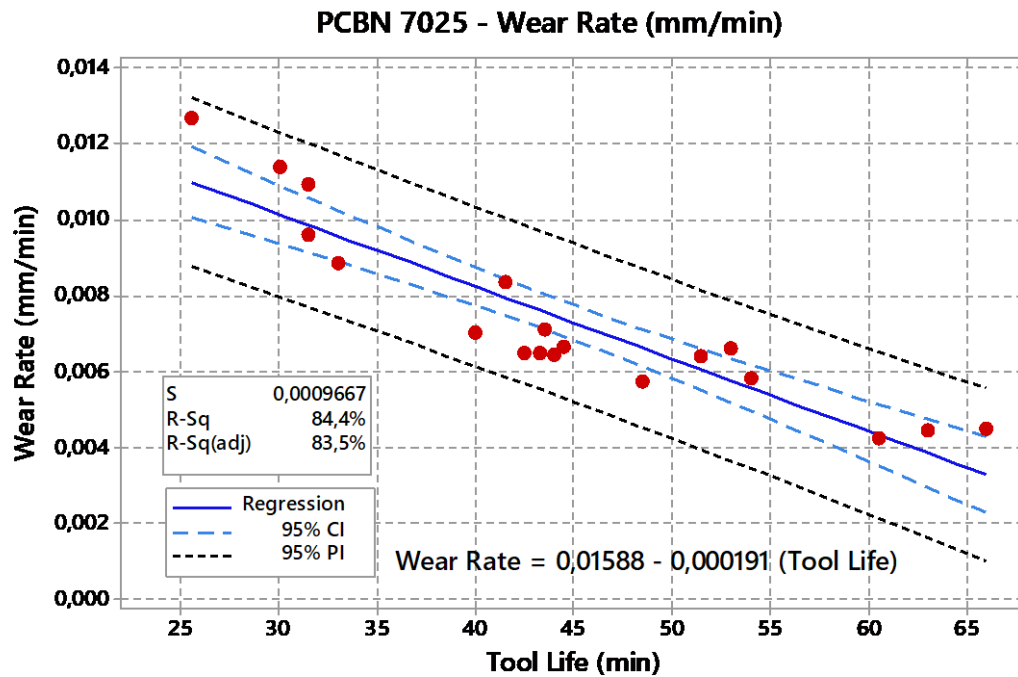 PCBN 7025 - Wear Rate (mm/min)
0,014
0,012
0,010
0,008
0,006
0,004
0,002
0,000
Wear Rate (mm/min)
S 0,0009667
R-Sq 84,4%
R-Sq(adj) 83,5%
Regression
95% CI
95% PI
Wear Rate = 0,01588 - 0,000191 (Tool Life)
25 30 35 40 45 50 55 60 65
Tool Life (min)